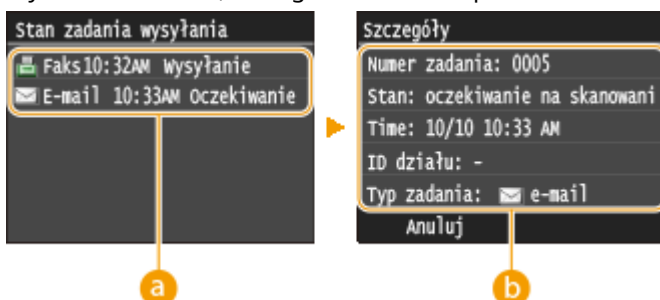 Stan zadania wysyłania
Faks 10:32AM Wysyłanie
E-mail 10:33AM Oczekiwanie
a
Szczegóły
Numer zadania: 0005
Stan: oczekiwanie na skanowani
Time: 10/10 10:33 AM
ID działu: -
Typ zadania: e-mail
Anuluj
b